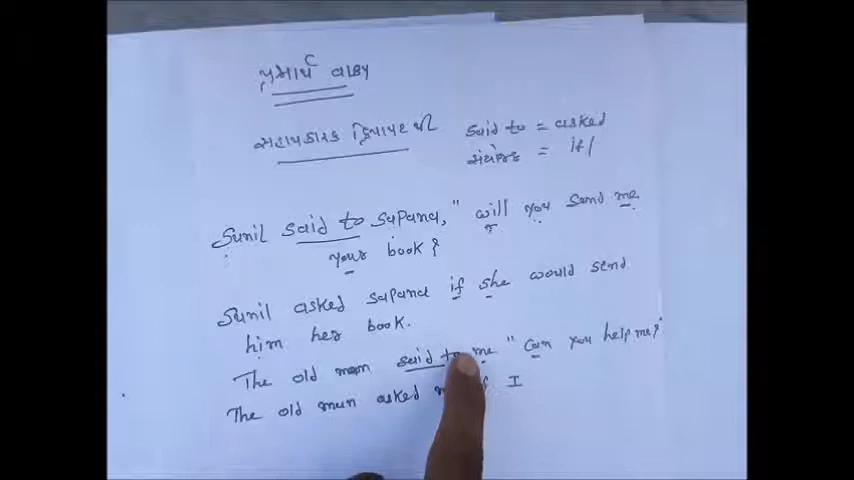 પ્રશ્નાર્થ વાક્ય
સહાયકારક ક્રિયાપદ થી said to = asked
સંયોજક = if/
Sunil said to sapana, " will you send me
your book?
Sunil asked sapana if she would send
him her book.
The old man said to me " Can you help me?
The old man asked I